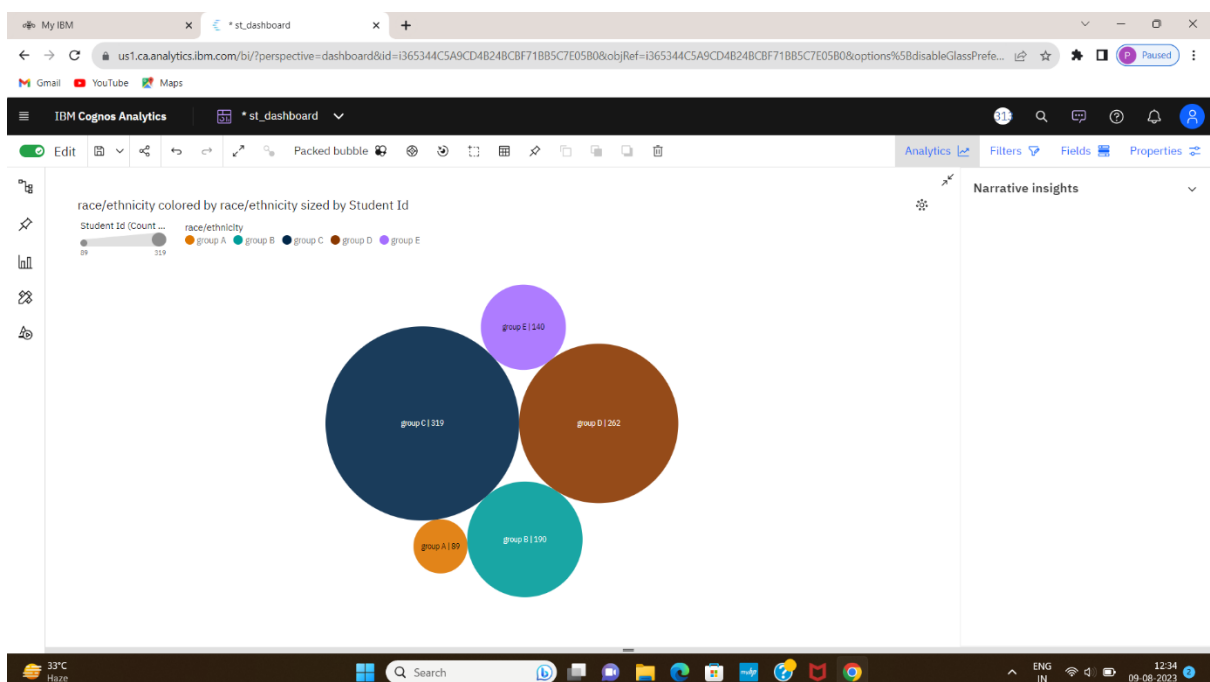 My IBM
* st_dashboard
us1.ca.analytics.ibm.com/bi/?perspective=dashboard&id=i365344C5A9CD4B24BCBF71BB5C7E05B0&objRef=i365344C5A9CD4B24BCBF71BB5C7E05B0&options%5BdisableGlassPrefe...
P Paused
Gmail YouTube Maps
IBM Cognos Analytics * st_dashboard
Edit Packed bubble Analytics Filters Fields Properties
Narrative insights
race/ethnicity colored by race/ethnicity sized by Student Id
Student Id (Count ... race/ethnicity
group A group B group C group D group E
89 319
group E | 140
group C | 319 group D | 262
group B | 190
group A | 89
33°C
Haze
Search
ENG
IN
12:34
09-08-2023
2